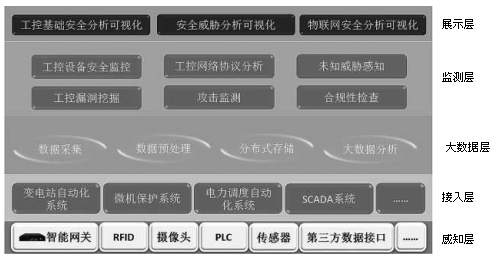 工控基础安全分析可视化 安全威胁分析可视化 物联网安全分析可视化 展示层
工控设备安全监控 工控网络协议分析 未知威胁感知
监测层
工控漏洞挖掘 攻击监测 合规性检查
数据采集 数据预处理 分布式存储 大数据分析 大数据层
变电站自动化系统 微机保护系统 电力调度自动化系统 SCADA系统 …… 接入层
智能网关 RFID 摄像头 PLC 传感器 第三方数据接口 …… 感知层